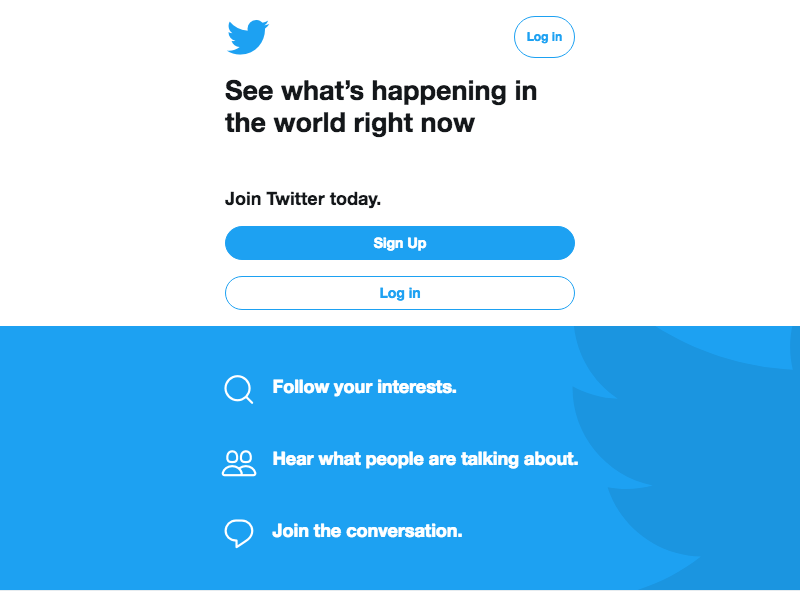 Log in
See what’s happening in
the world right now
Join Twitter today.
Sign Up
Log in
Follow your interests.
Hear what people are talking about.
Join the conversation.